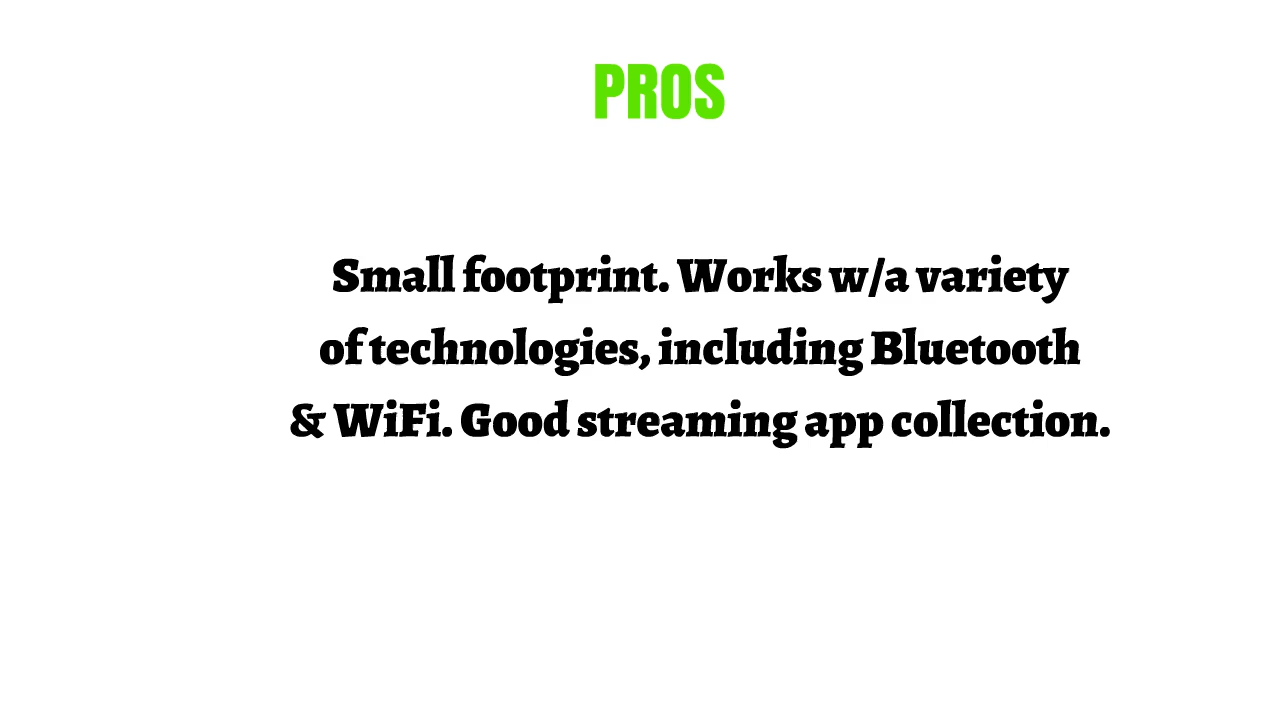 PROS
Small footprint. Works w/a variety
of technologies, including Bluetooth
& WiFi. Good streaming app collection.